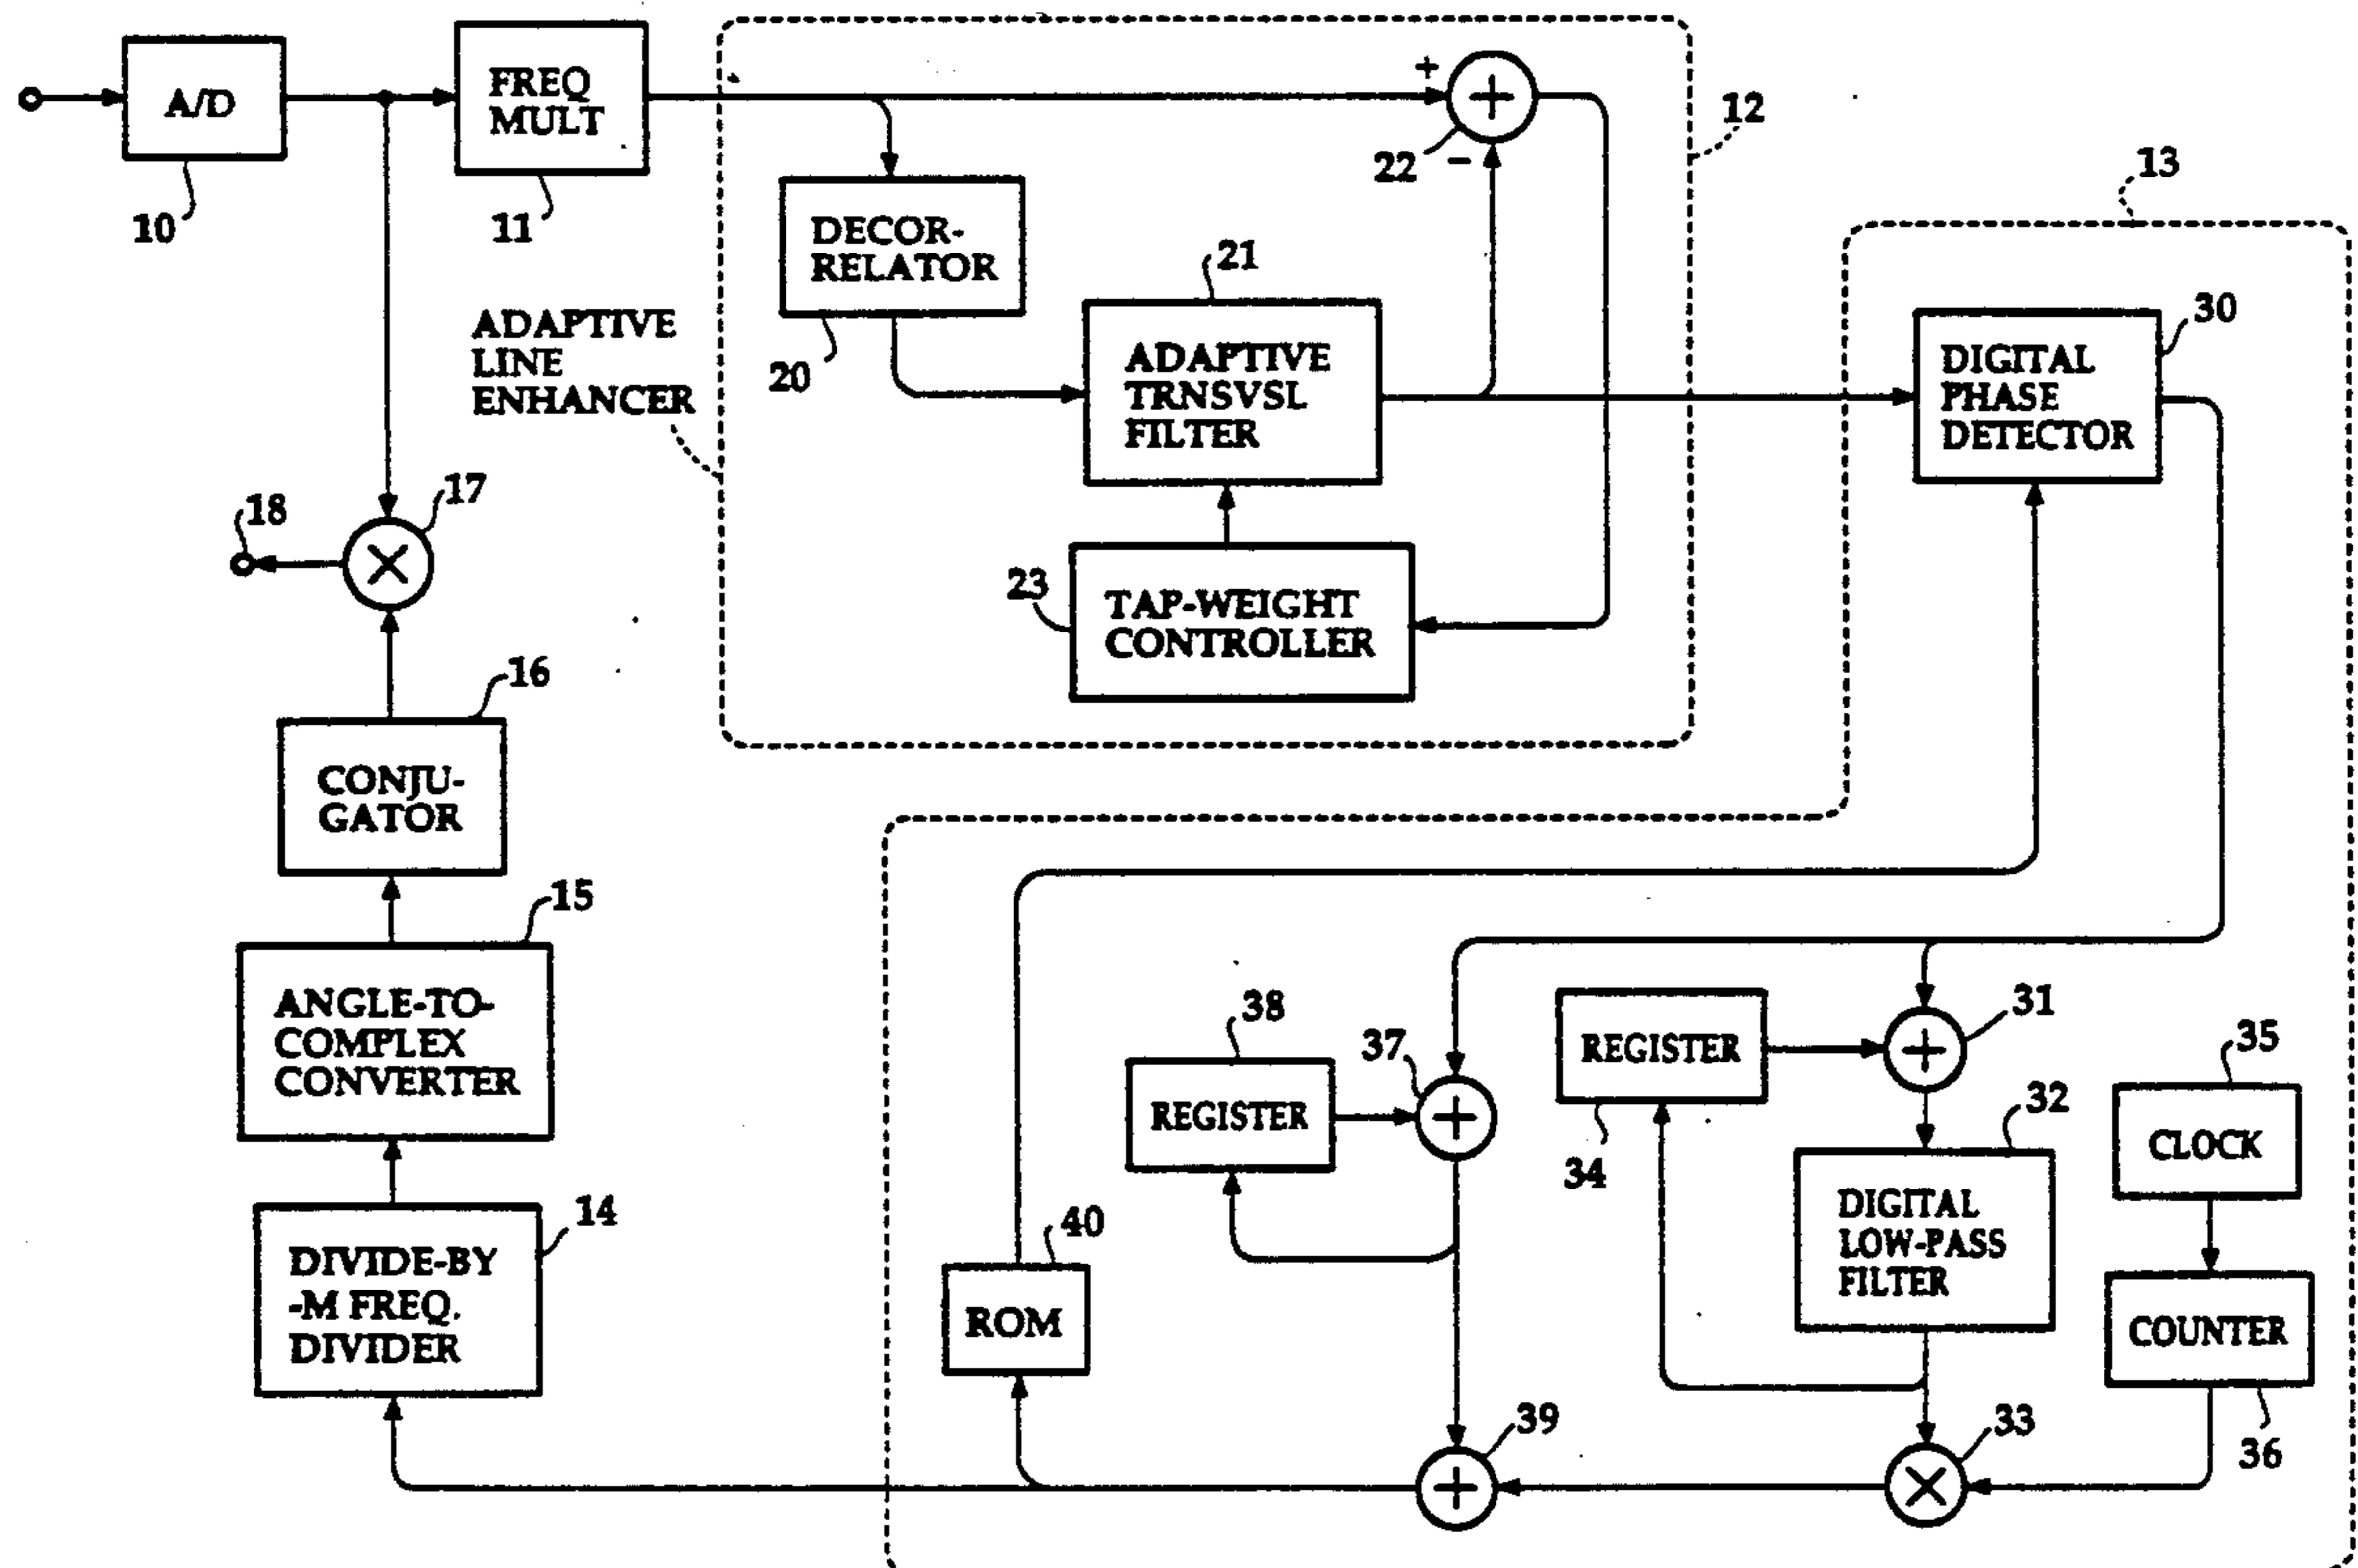 A/D
10
FREQ
MULT
11
+
22
−
12
DECOR-
RELATOR
20
21
ADAPTIVE
TRNSVSL
FILTER
23
TAP-WEIGHT
CONTROLLER
ADAPTIVE
LINE
ENHANCER
13
30
DIGITAL
PHASE
DETECTOR
17
18
16
CONJU-
GATOR
15
ANGLE-TO-
COMPLEX
CONVERTER
14
DIVIDE-BY
-M FREQ.
DIVIDER
38
REGISTER
37
REGISTER
34
31
35
CLOCK
32
DIGITAL
LOW-PASS
FILTER
40
ROM
COUNTER
36
39
33